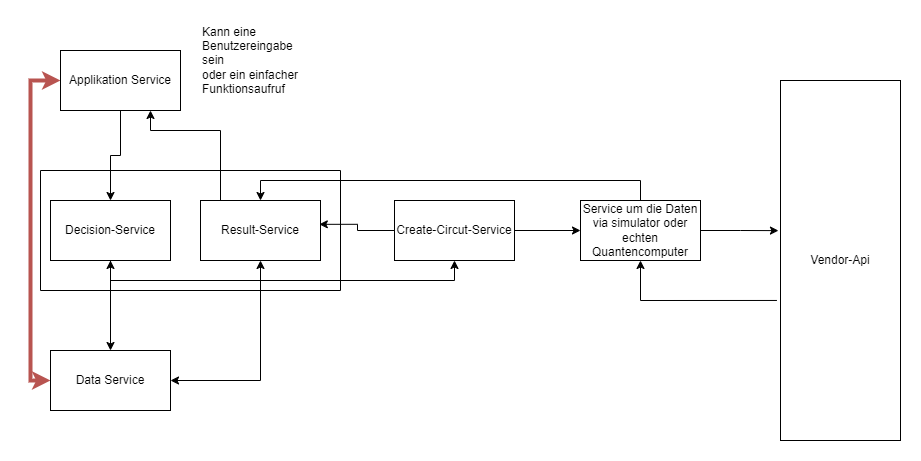 Kann eine
Benutzereingabe
sein
oder ein einfacher
Funktionsaufruf
Applikation Service
Decision-Service
Result-Service
Create-Circut-Service
Service um die Daten
via simulator oder
echten
Quantencomputer
Vendor-Api
Data Service